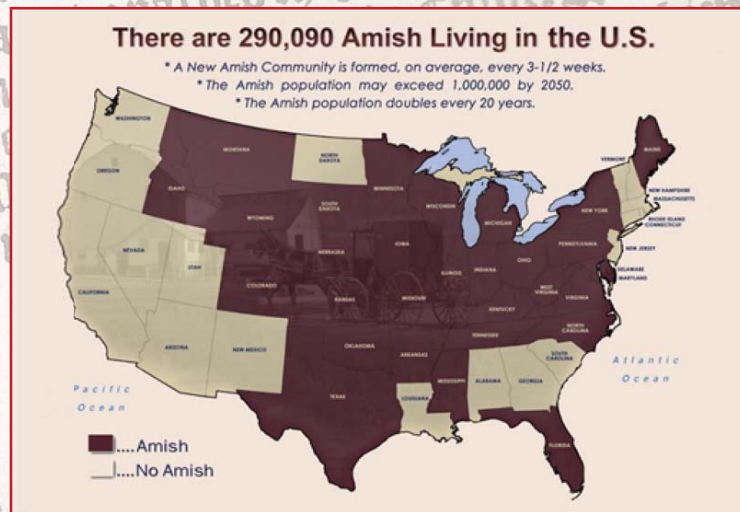 There are 290,090 Amish Living in the U.S.
* A New Amish Community is formed, on average, every 3-1/2 weeks.
* The Amish population may exceed 1,000,000 by 2050.
* The Amish population doubles every 20 years.
WASHINGTON
MONTANA
NORTH
DAKOTA
MAINE
VERMONT
OREGON
IDAHO
MINNESOTA
NEW HAMPSHIRE
MASSACHUSETTS
WYOMING
SOUTH
DAKOTA
WISCONSIN
MICHIGAN
NEW YORK
RHODE ISLAND
CONNECTICUT
NEVADA
UTAH
NEBRASKA
IOWA
PENNSYLVANIA
NEW JERSEY
CALIFORNIA
COLORADO
KANSAS
MISSOURI
ILLINOIS
INDIANA
OHIO
WEST
VIRGINIA
VIRGINIA
DELAWARE
MARYLAND
KENTUCKY
ARIZONA
NEW MEXICO
OKLAHOMA
ARKANSAS
TENNESSEE
NORTH
CAROLINA
SOUTH
CAROLINA
TEXAS
LOUISIANA
MISSISSIPPI
ALABAMA
GEORGIA
FLORIDA
Pacific
Ocean
Atlantic
Ocean
....Amish
....No Amish